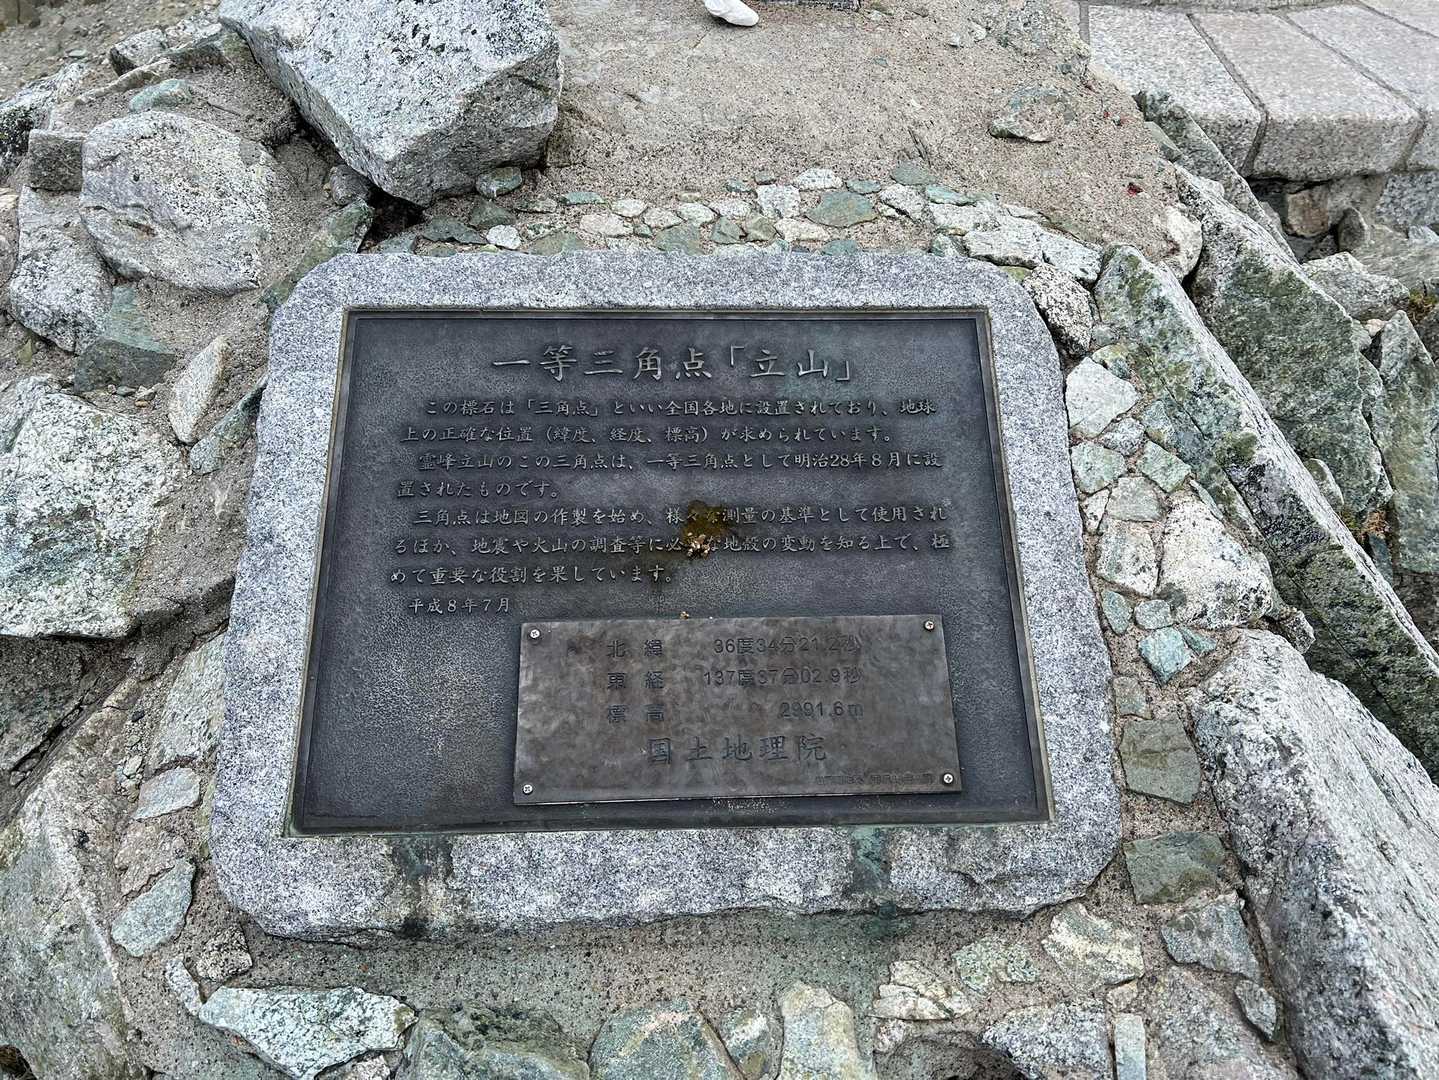 一等三角点「立山」
この標石は「三角点」といい全国各地に設置されており、地球
上の正確な位置（緯度、経度、標高）が求められています。
霊峰立山のこの三角点は、一等三角点として明治28年８月に設
置されたものです。
三角点は地図の作製を始め、様々な測量の基準として使用され
るほか、地震や火山の調査等に必要な地殻の変動を知る上で、極
めて重要な役割を果しています。
平成８年７月
北緯 36度34分21.2秒
東経 137度37分02.9秒
標高 2991.6m
国土地理院